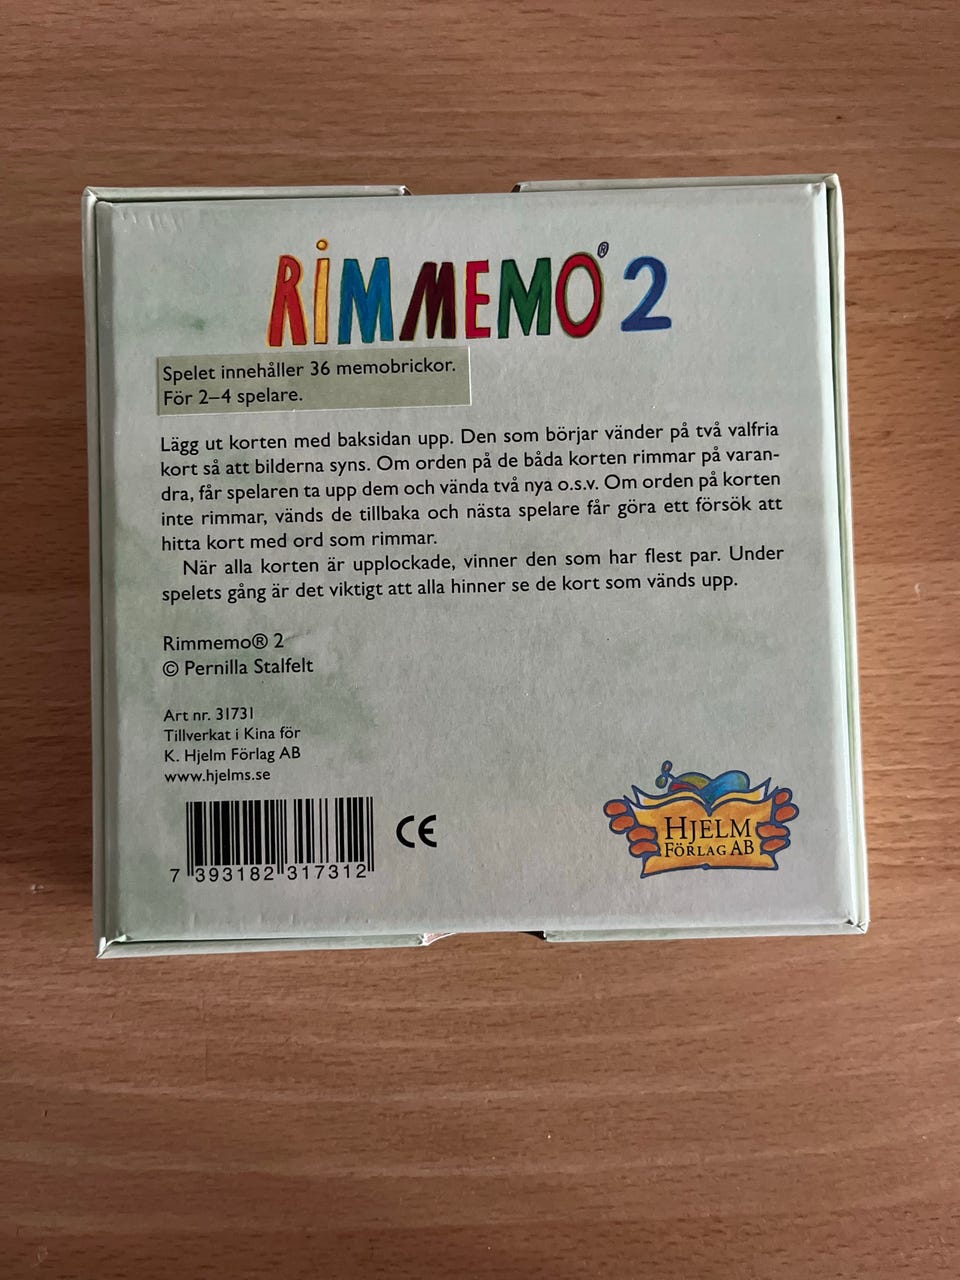 RIMMEMO® 2
Spelet innehåller 36 memobrickor.
För 2–4 spelare.
Lägg ut korten med baksidan upp. Den som börjar vänder på två valfria
kort så att bilderna syns. Om orden på de båda korten rimmar på varan-
dra, får spelaren ta upp dem och vända två nya o.s.v. Om orden på korten
inte rimmar, vänds de tillbaka och nästa spelare får göra ett försök att
hitta kort med ord som rimmar.
När alla korten är upplockade, vinner den som har flest par. Under
spelets gång är det viktigt att alla hinner se de kort som vänds upp.
Rimmemo® 2
© Pernilla Stalfelt
Art nr. 31731
Tillverkat i Kina för
K. Hjelm Förlag AB
www.hjelms.se
7 393182 317312
CE
HJELM
FÖRLAG AB